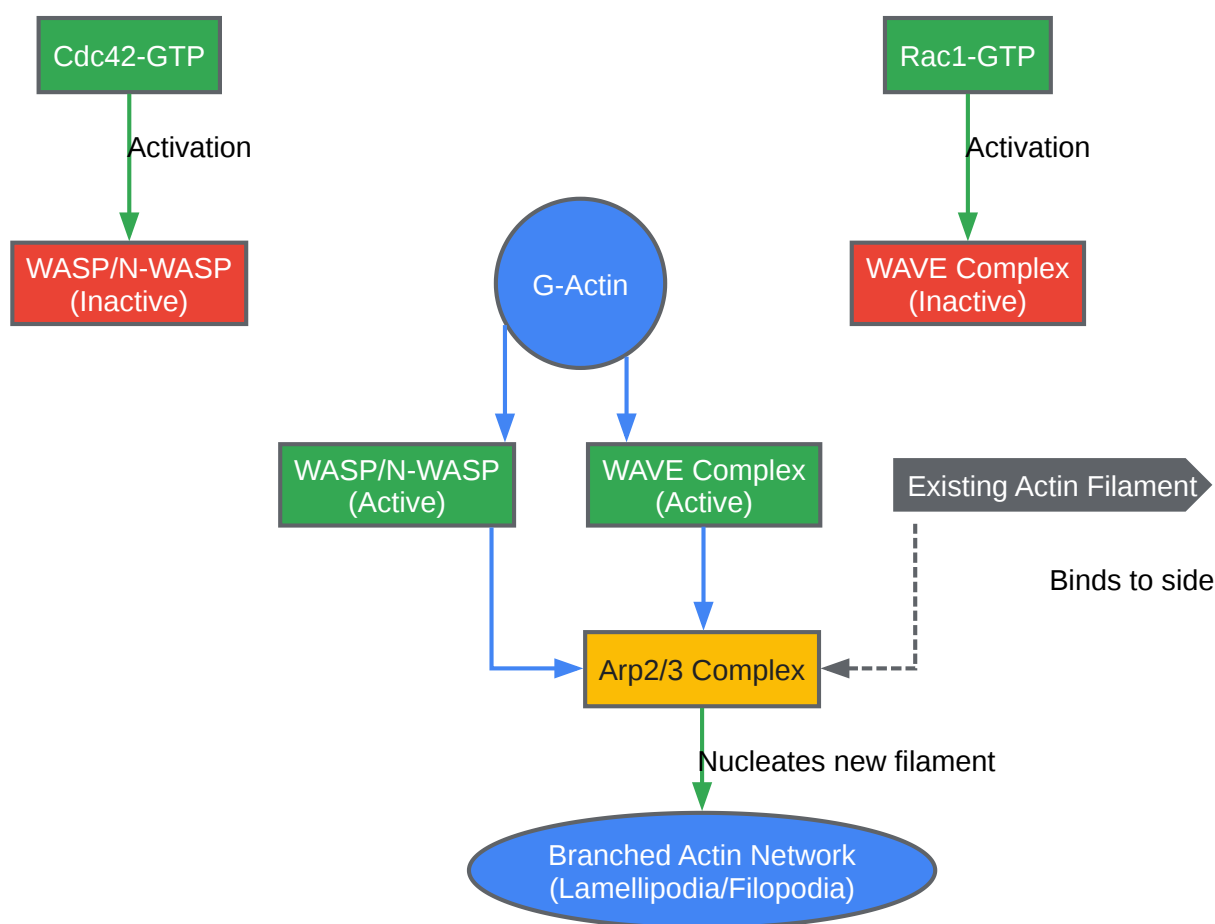 Cdc42-GTP
Rac1-GTP
Activation
Activation
WASP/N-WASP
(Inactive)
G-Actin
WAVE Complex
(Inactive)
WASP/N-WASP
(Active)
WAVE Complex
(Active)
Existing Actin Filament
Binds to side
Arp2/3 Complex
Nucleates new filament
Branched Actin Network
(Lamellipodia/Filopodia)